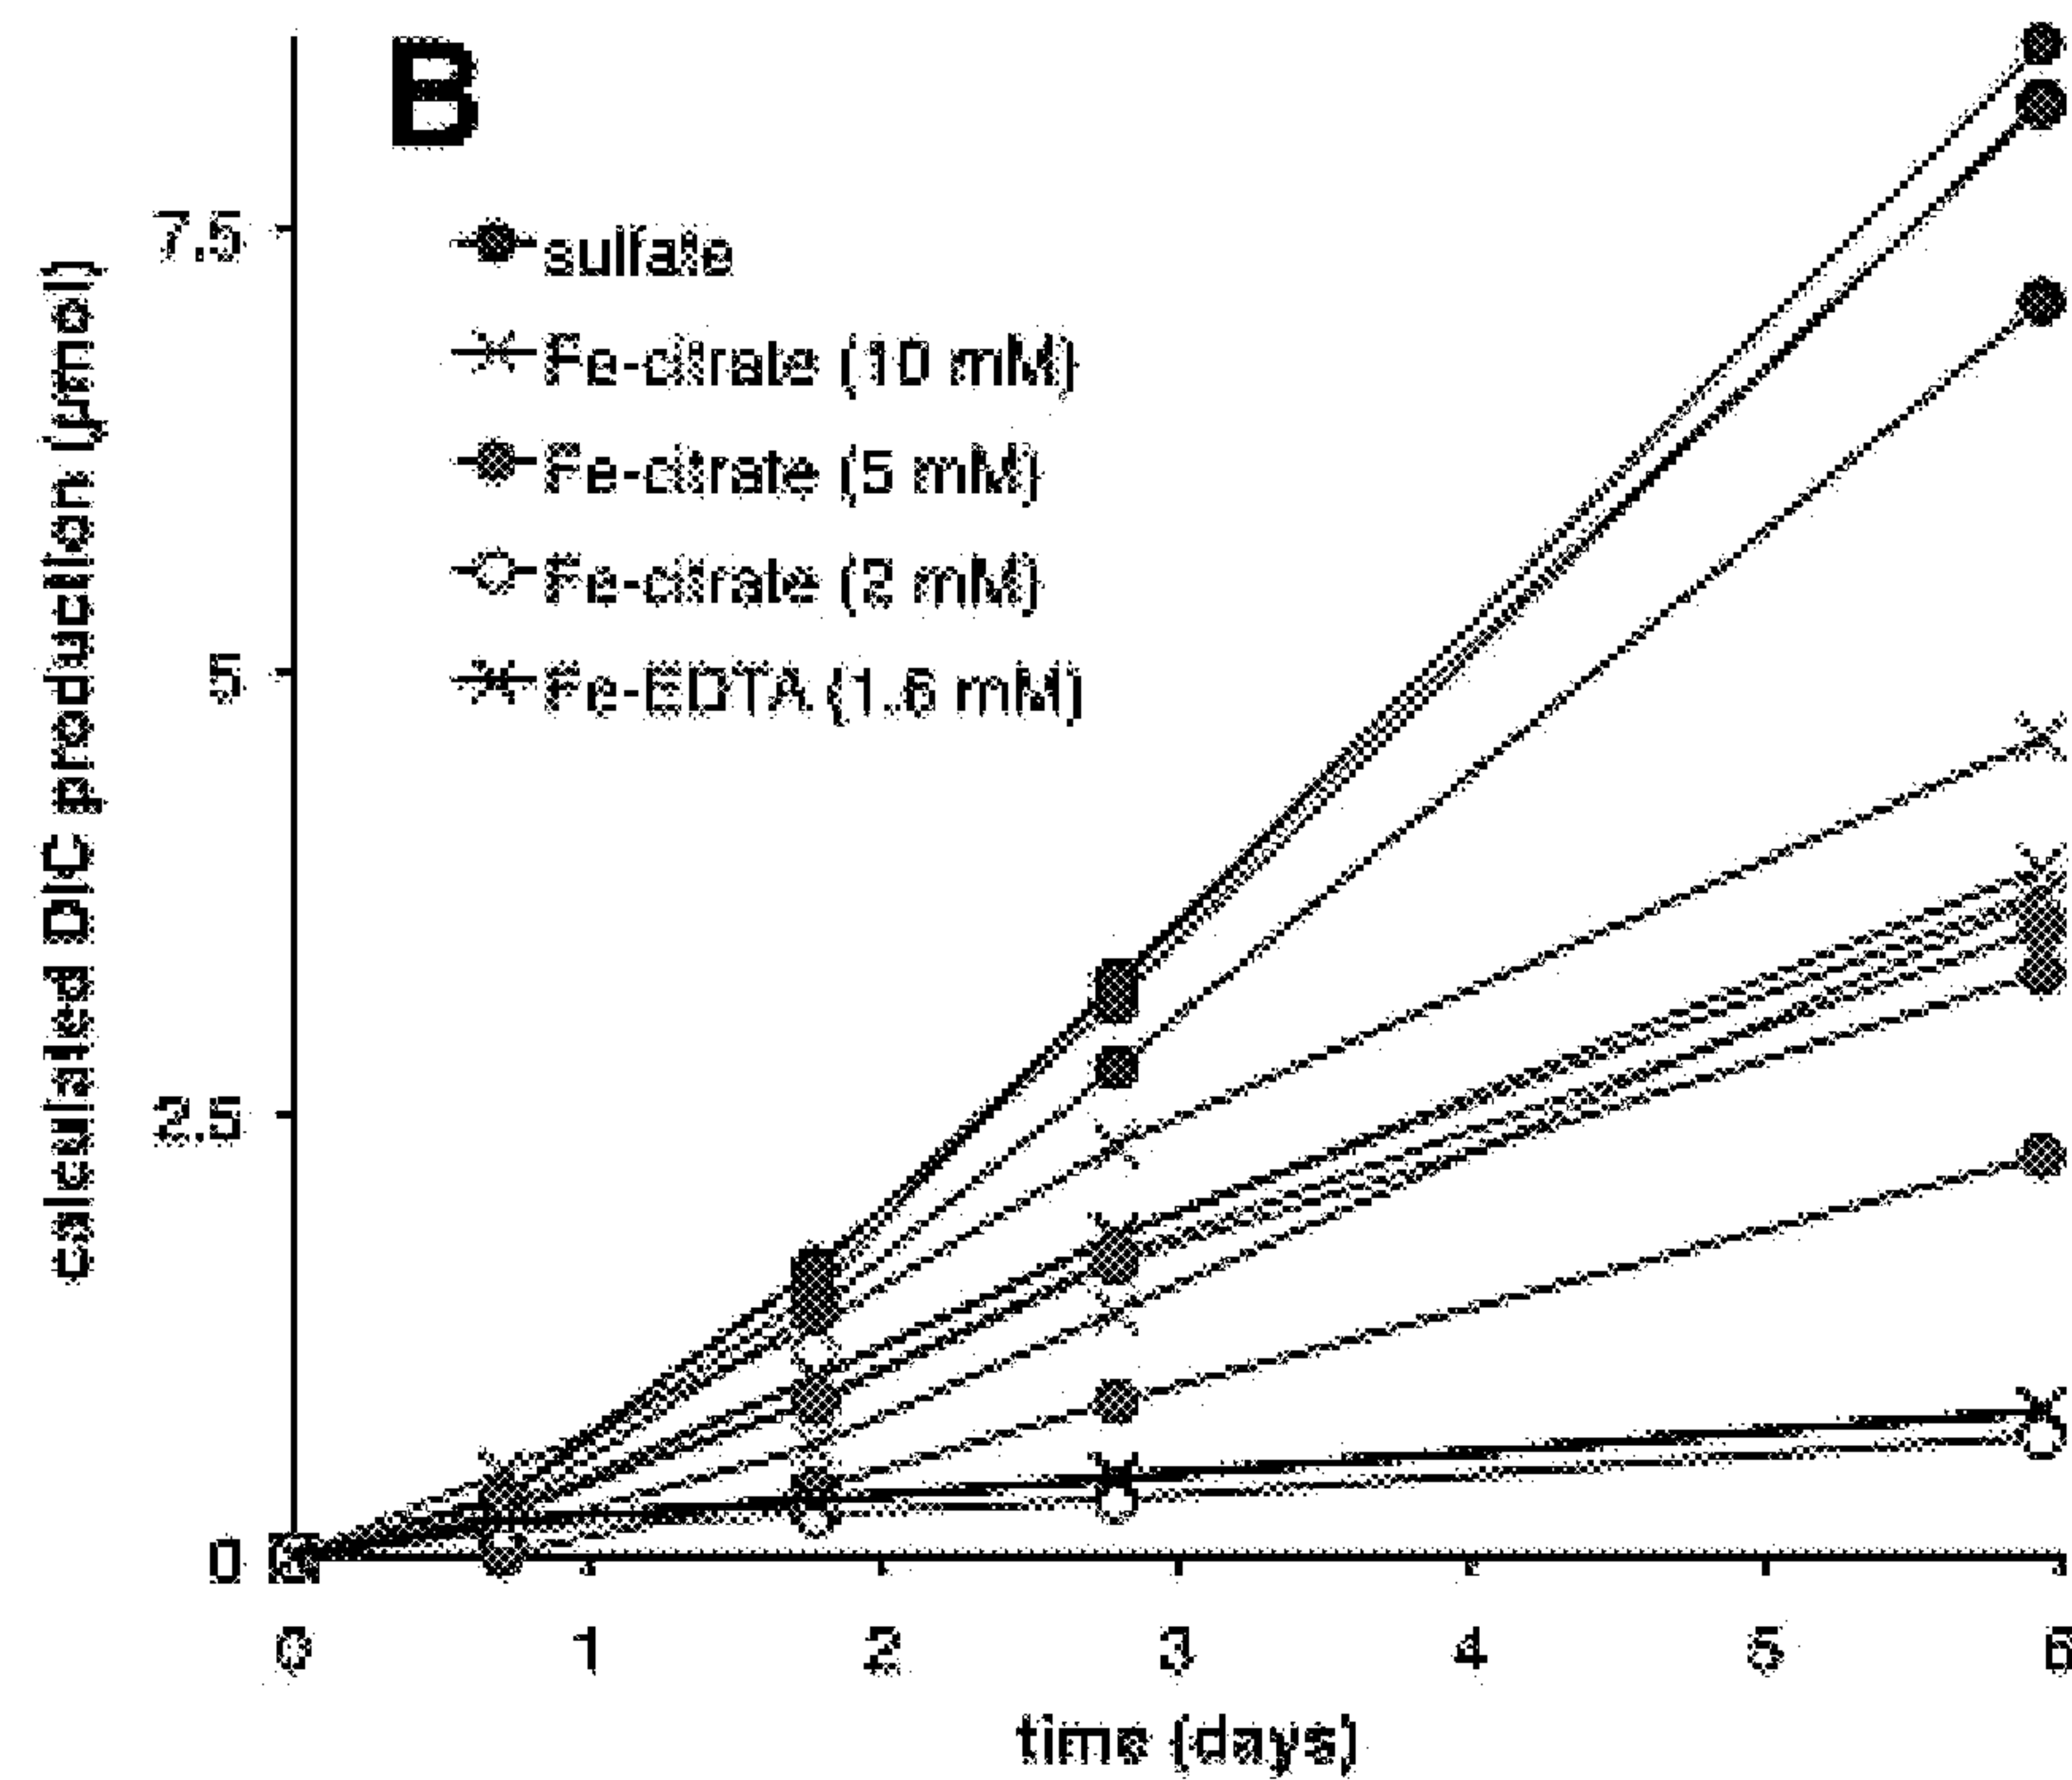 B
7.5
5
2.5
0
calculated DIC production (µmol)
sulfate
Fe-citrate (10 mM)
Fe-citrate (5 mM)
Fe-citrate (2 mM)
Fe-EDTA (1.6 mM)
0 1 2 3 4 5 6
time (days)